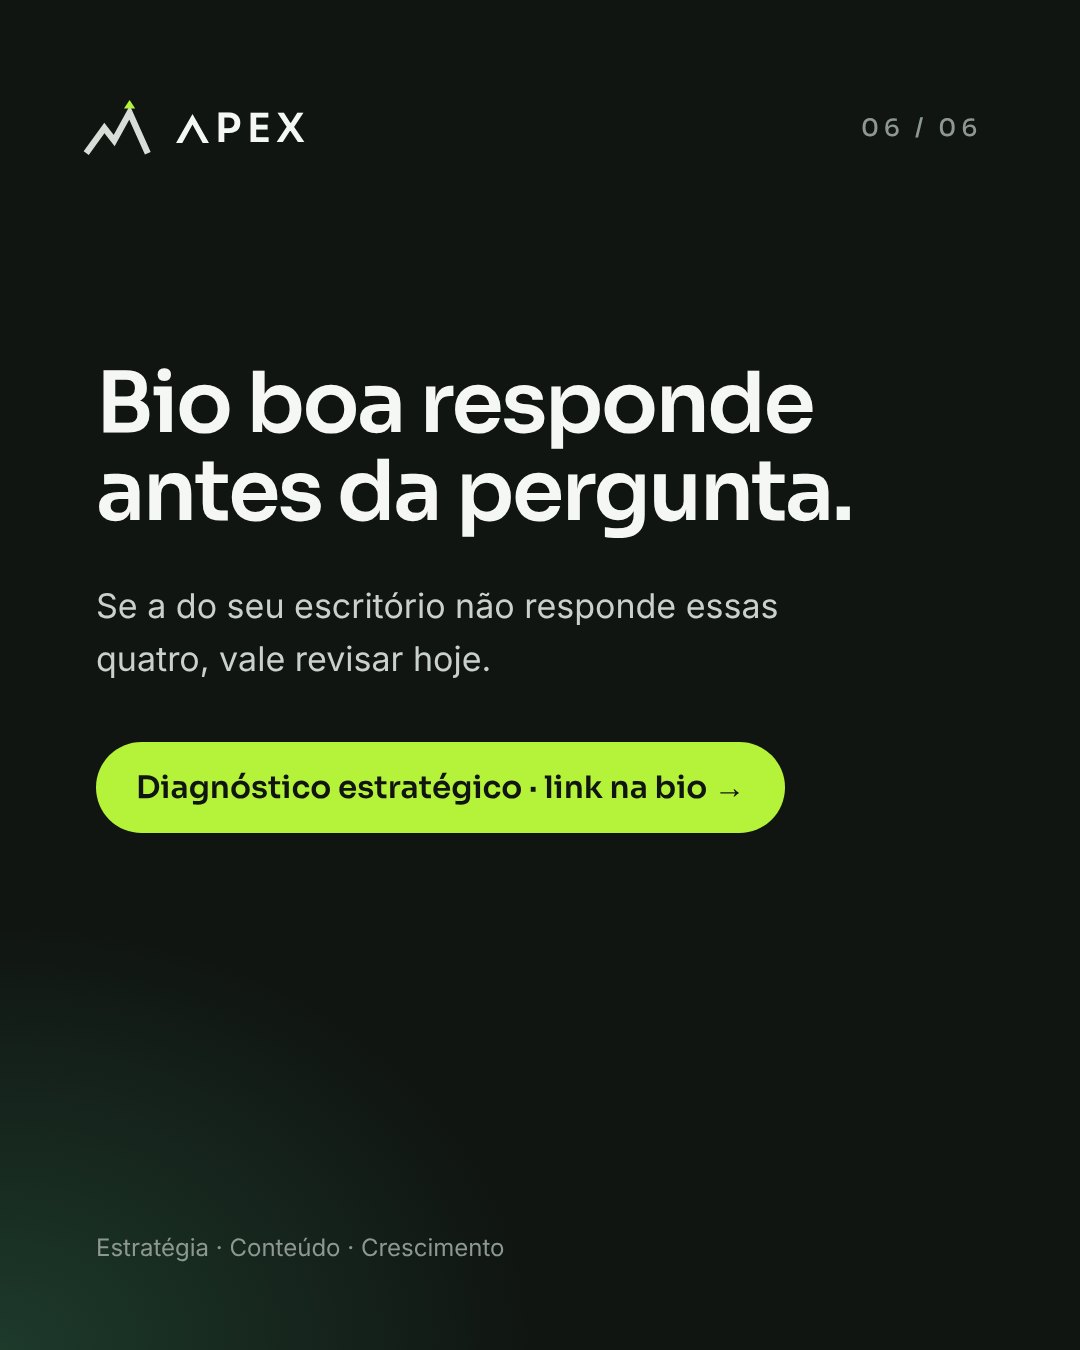 APEX
06 / 06
Bio boa responde
antes da pergunta.
Se a do seu escritório não responde essas
quatro, vale revisar hoje.
Diagnóstico estratégico · link na bio →
Estratégia · Conteúdo · Crescimento